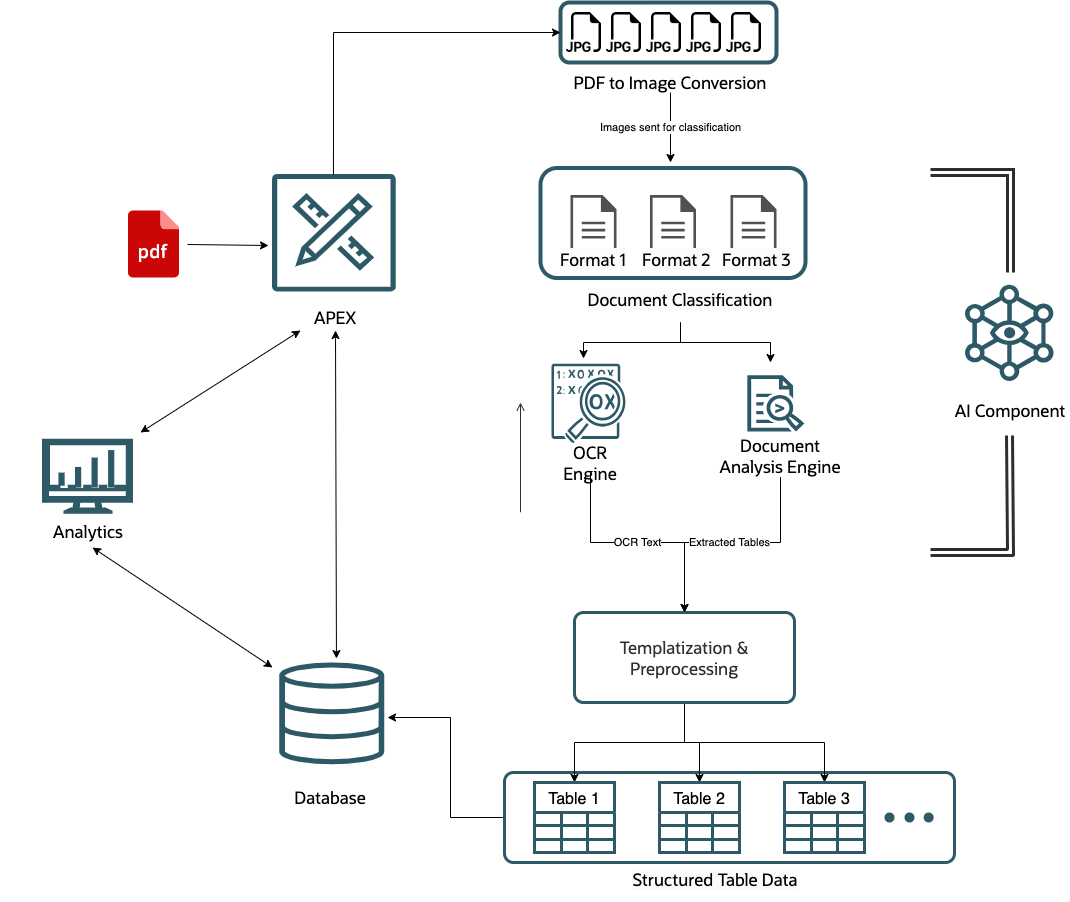 JPG JPG JPG JPG JPG
PDF to Image Conversion
Images sent for classification
pdf
APEX
Format 1 Format 2 Format 3
Document Classification
1: XOXOX
2: XO
OX
OCR
Engine
Document
Analysis Engine
AI Component
Analytics
OCR Text
Extracted Tables
Templatization &
Preprocessing
Database
Table 1 Table 2 Table 3
Structured Table Data